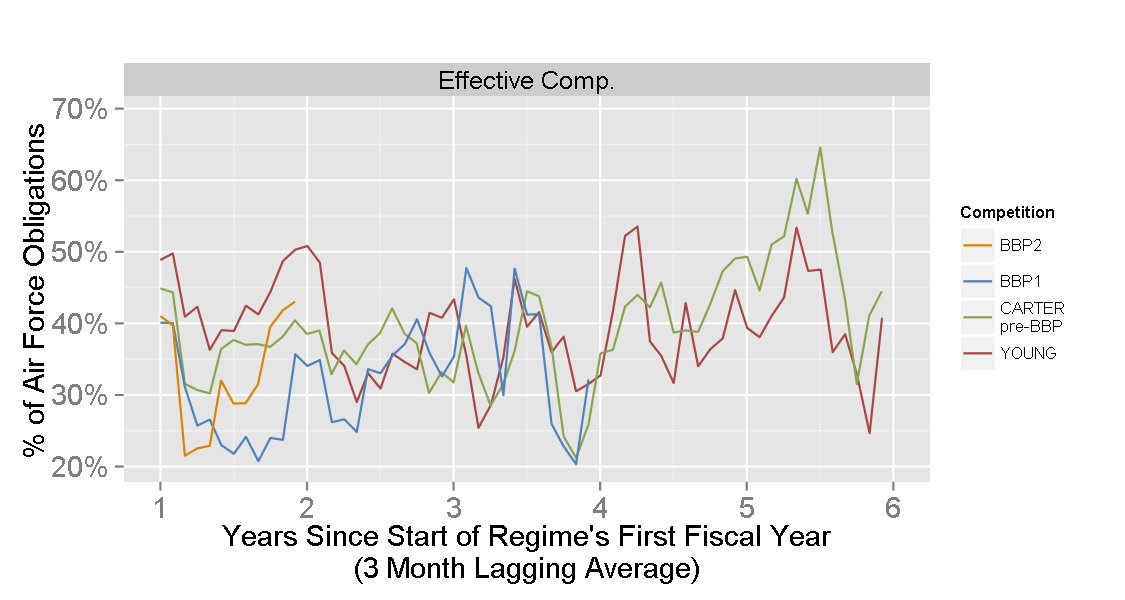 Effective Comp.
% of Air Force Obligations
70%
60%
50%
40%
30%
20%
1 2 3 4 5 6
Years Since Start of Regime's First Fiscal Year
(3 Month Lagging Average)
Competition
BBP2
BBP1
CARTER
pre-BBP
YOUNG